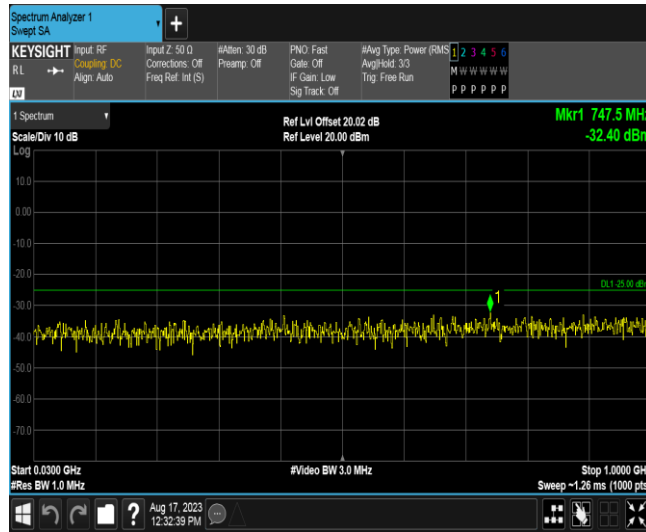 Spectrum Analyzer 1
Swept SA
+
KEYSIGHT
RL
LXI
Input: RF
Coupling: DC
Align: Auto
Input Z: 50 Ω
Corrections: Off
Freq Ref: Int (S)
#Atten: 30 dB
Preamp: Off
PNO: Fast
Gate: Off
IF Gain: Low
Sig Track: Off
#Avg Type: Power (RMS
Avg|Hold: 3/3
Trig: Free Run
1 2 3 4 5 6
M W W W W W
P P P P P P
1 Spectrum
Scale/Div 10 dB
Log
Ref Lvl Offset 20.02 dB
Ref Level 20.00 dBm
Mkr1 747.5 MHz
-32.40 dBm
10.0
0.00
-10.0
-20.0
DL1 -25.00 dBm
1
-30.0
-40.0
-50.0
-60.0
-70.0
Start 0.0300 GHz
#Res BW 1.0 MHz
#Video BW 3.0 MHz
Stop 1.0000 GHz
Sweep ~1.26 ms (1000 pts)
?
Aug 17, 2023
12:32:39 PM